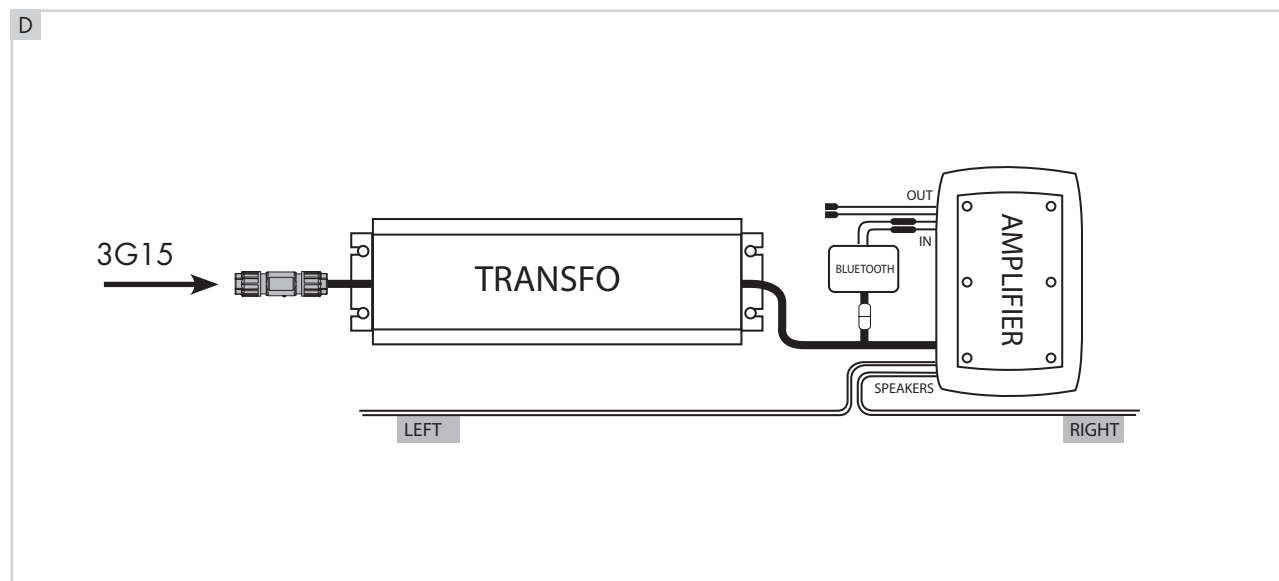 D
3G15
TRANSFO
OUT
IN
BLUETOOTH
AMPLIFIER
SPEAKERS
LEFT
RIGHT